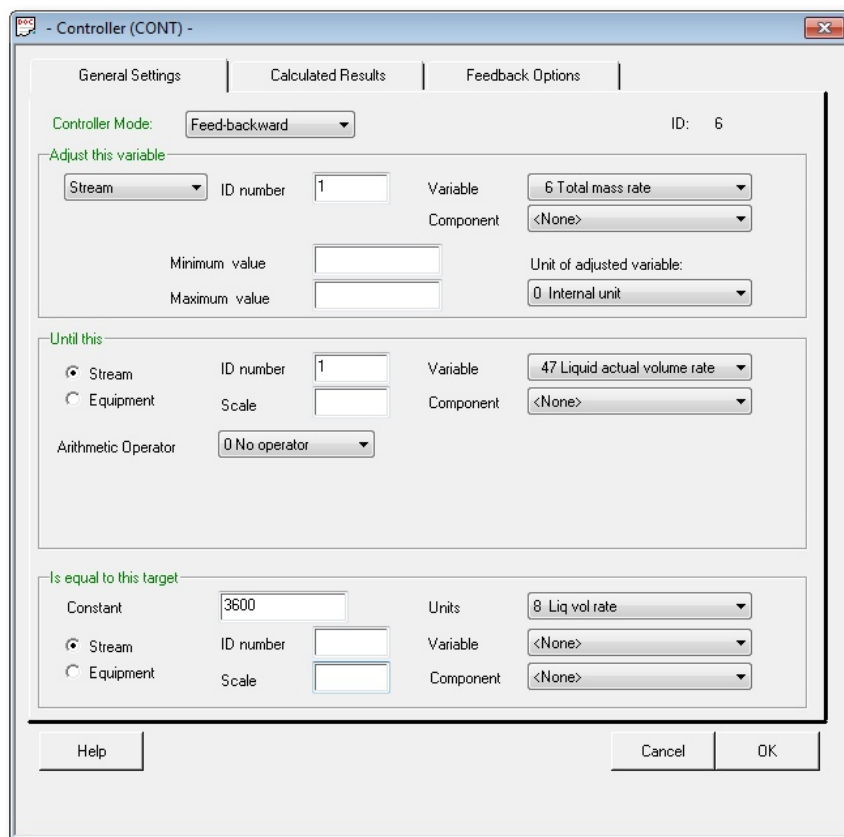 DOC
- Controller (CONT) -
General Settings Calculated Results Feedback Options
Controller Mode: Feed-backward ID: 6
Adjust this variable
Stream ID number 1 Variable 6 Total mass rate
Component <None>
Minimum value Unit of adjusted variable:
Maximum value 0 Internal unit
Until this
Stream ID number 1 Variable 47 Liquid actual volume rate
Equipment Scale Component <None>
Arithmetic Operator 0 No operator
Is equal to this target
Constant 3600 Units 8 Liq vol rate
Stream ID number Variable <None>
Equipment Scale Component <None>
Help Cancel OK